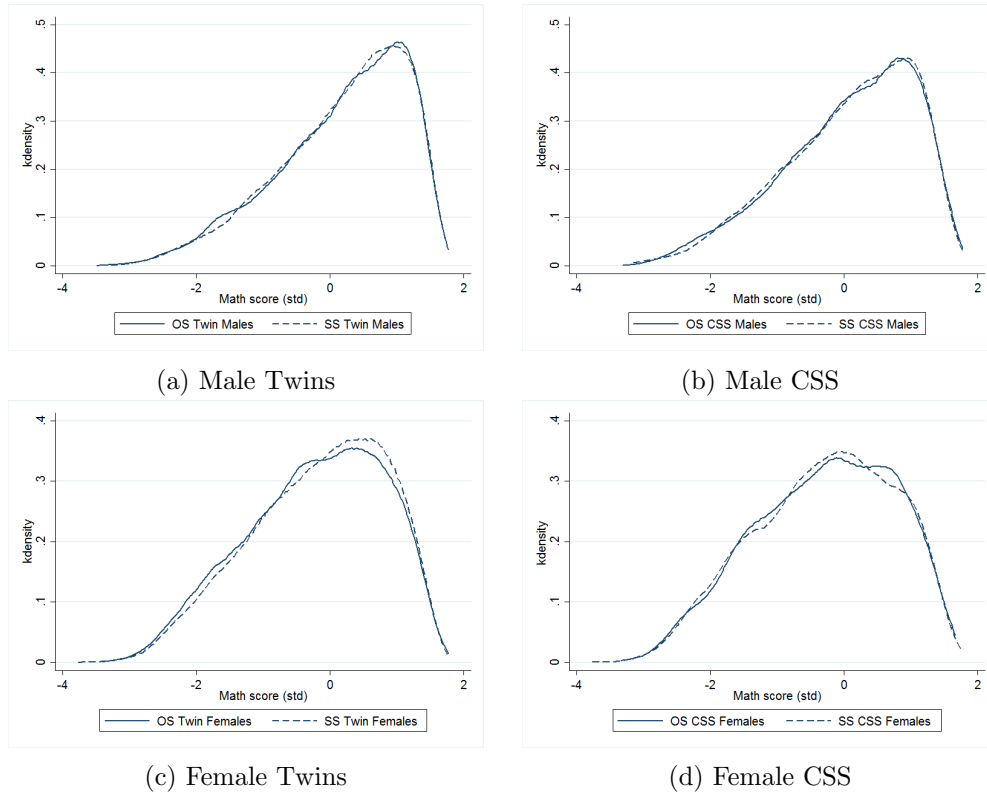 .5
.4
.3
.2
.1
0
kdensity
-4 -2 0 2
Math score (std)
OS Twin Males SS Twin Males
(a) Male Twins
.5
.4
.3
.2
.1
0
kdensity
-4 -2 0 2
Math score (std)
OS CSS Males SS CSS Males
(b) Male CSS
.4
.3
.2
.1
0
kdensity
-4 -2 0 2
Math score (std)
OS Twin Females SS Twin Females
(c) Female Twins
.4
.3
.2
.1
0
kdensity
-4 -2 0 2
Math score (std)
OS CSS Females SS CSS Females
(d) Female CSS